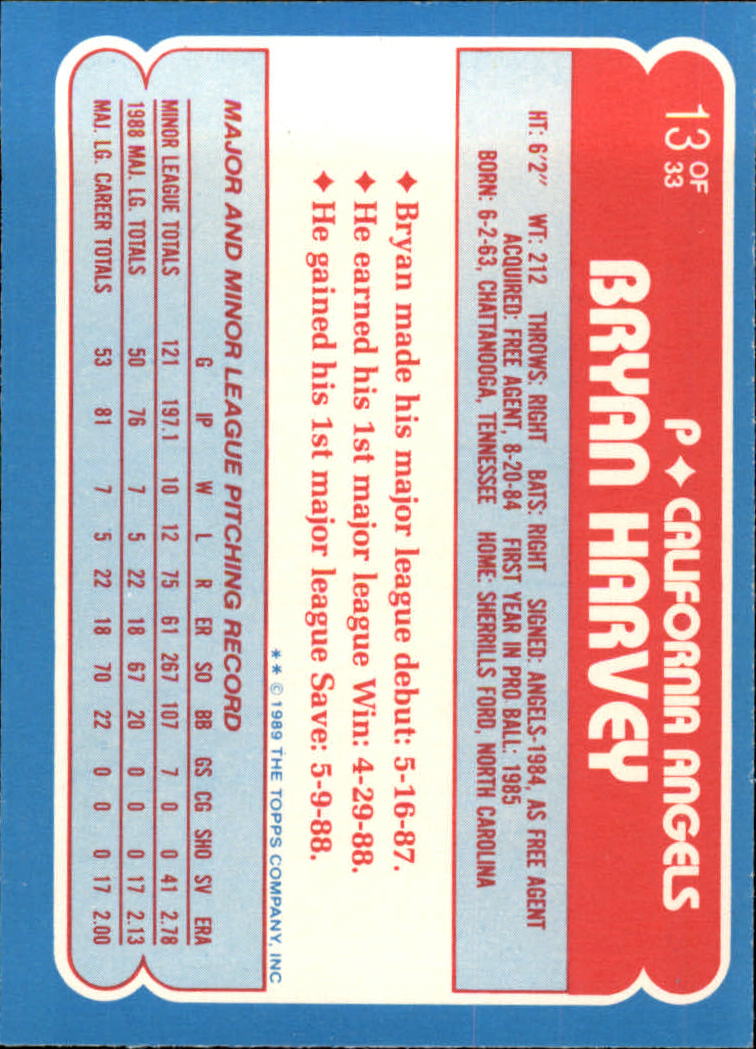 13 OF 33
P ♦ CALIFORNIA ANGELS
BRYAN HARVEY
HT: 6'2" WT: 212 THROWS: RIGHT BATS: RIGHT SIGNED: ANGELS-1984, AS FREE AGENT
ACQUIRED: FREE AGENT, 8-20-84 FIRST YEAR IN PRO BALL: 1985
BORN: 6-2-63, CHATTANOOGA, TENNESSEE HOME: SHERRILLS FORD, NORTH CAROLINA
♦ Bryan made his major league debut: 5-16-87.
♦ He earned his 1st major league Win: 4-29-88.
♦ He gained his 1st major league Save: 5-9-88.
** © 1989 THE TOPPS COMPANY, INC
MAJOR AND MINOR LEAGUE PITCHING RECORD
G IP W L R ER SO BB GS CG SHO SV ERA
MINOR LEAGUE TOTALS 121 197.1 10 12 75 61 267 107 7 0 0 41 2.78
1988 MAJ. LG. TOTALS 50 76 7 5 22 18 67 20 0 0 0 17 2.13
MAJ. LG. CAREER TOTALS 53 81 7 5 22 18 70 22 0 0 0 17 2.00